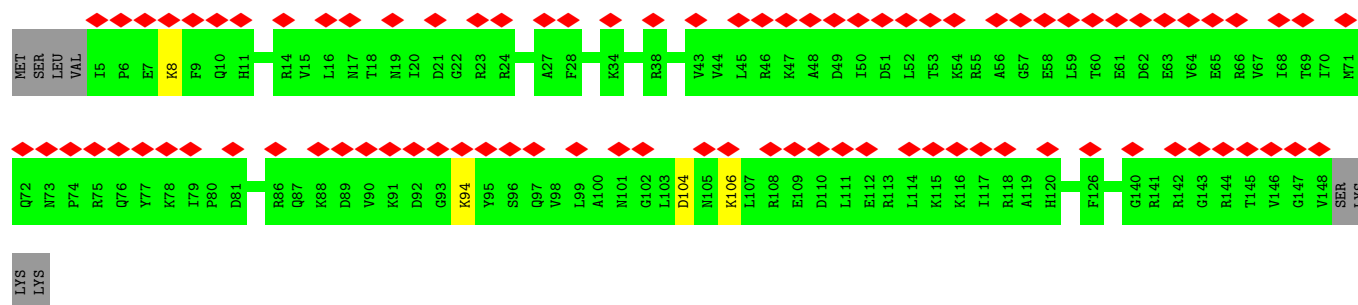 MET SER LEU VAL I5 P6 E7 K8 F9 Q10 H11 R14 V15 L16 N17 T18 N19 I20 D21 G22 R23 R24 A27 F28 K34 R38 V43 V44 L45 R46 K47 A48 D49 I50 D51 L52 T53 K54 R55 A56 G57 E58 L59 T60 E61 D62 E63 V64 E65 R66 V67 I68 T69 I70 M71
Q72 N73 P74 R75 Q76 Y77 K78 I79 P80 D81 R86 Q87 K88 D89 V90 K91 D92 G93 K94 Y95 S96 Q97 V98 L99 A100 N101 G102 L103 D104 N105 K106 L107 R108 E109 D110 L111 E112 R113 L114 K115 K116 I117 R118 A119 H120 F126 G140 R141 R142 G143 R144 T145 V146 G147 V148 SER LYS
LYS LYS